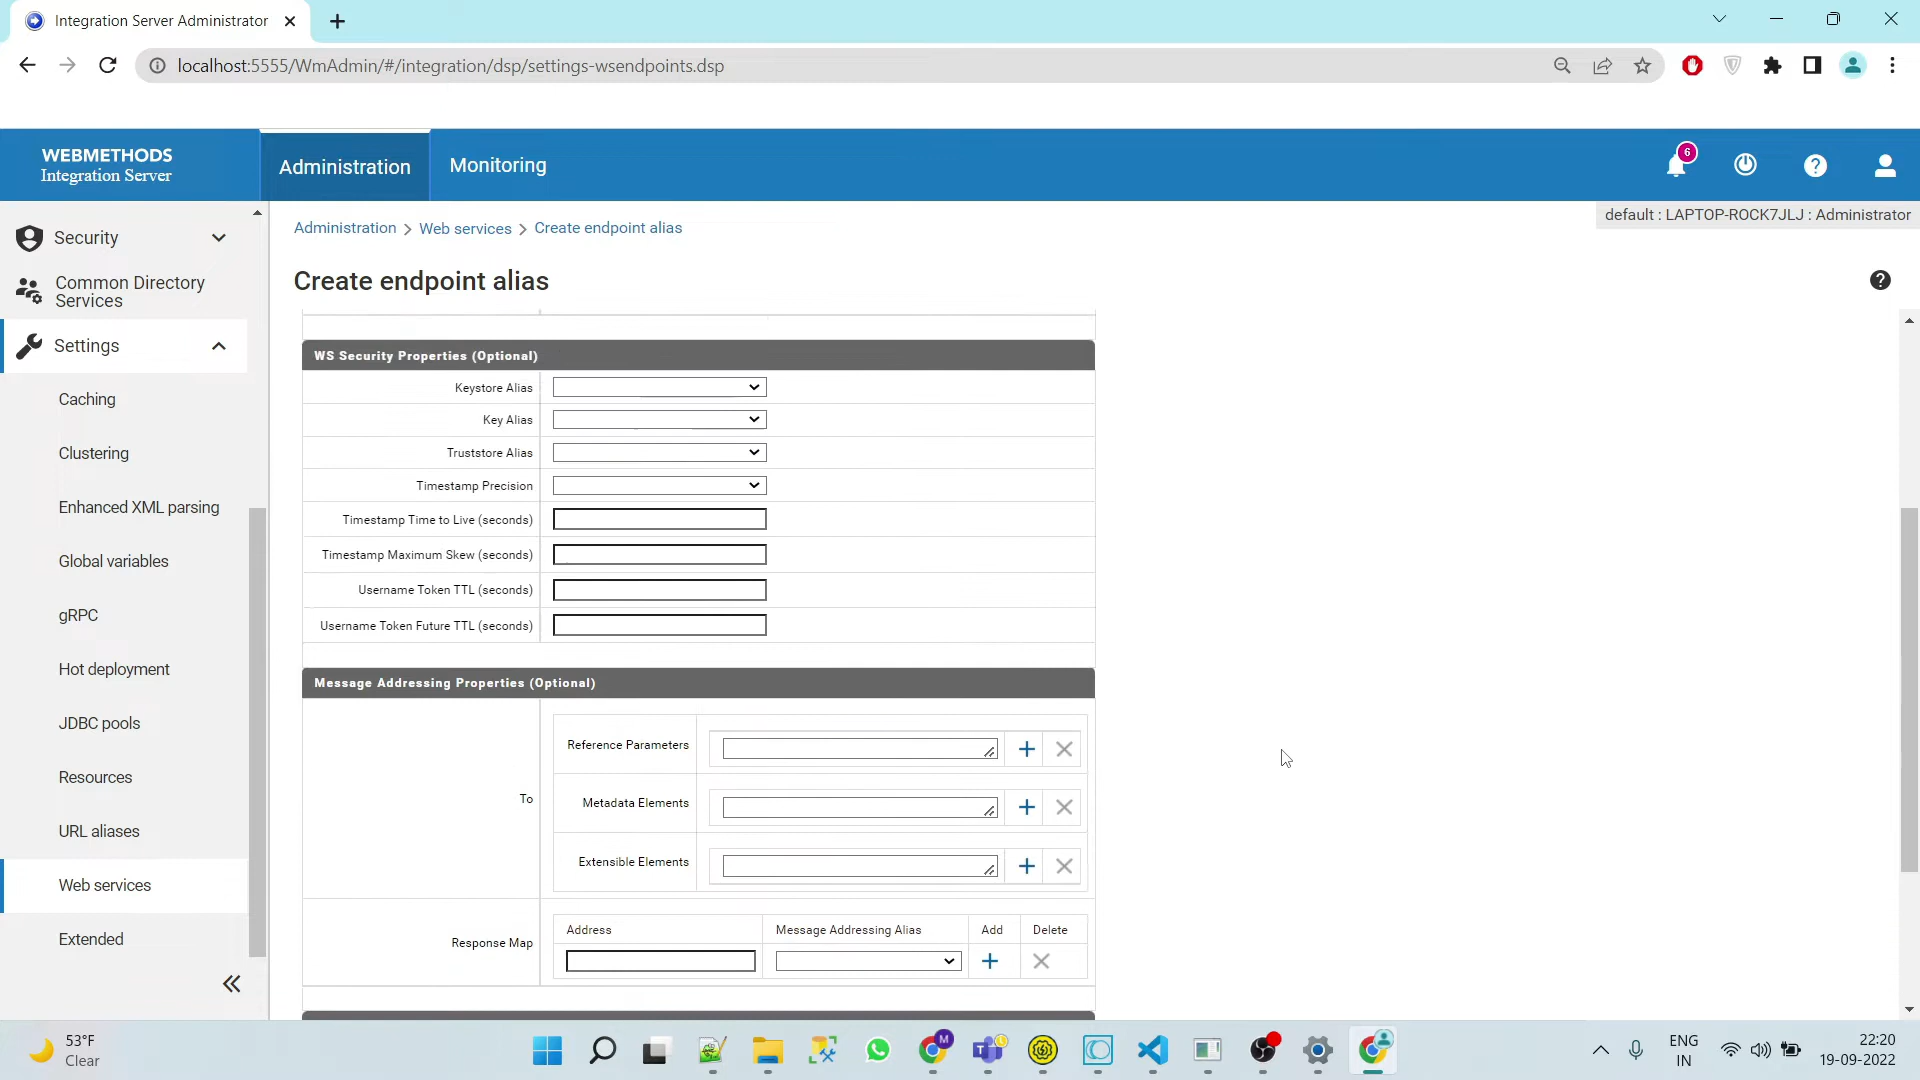 Integration Server Administrator
localhost:5555/WmAdmin/#/integration/dsp/settings-wsendpoints.dsp
WEBMETHODS
Integration Server
Administration
Monitoring
6
default : LAPTOP-ROCK7JLJ : Administrator
Security
Common Directory
Services
Settings
Caching
Clustering
Enhanced XML parsing
Global variables
gRPC
Hot deployment
JDBC pools
Resources
URL aliases
Web services
Extended
Administration > Web services > Create endpoint alias
Create endpoint alias
WS Security Properties (Optional)
Keystore Alias
Key Alias
Truststore Alias
Timestamp Precision
Timestamp Time to Live (seconds)
Timestamp Maximum Skew (seconds)
Username Token TTL (seconds)
Username Token Future TTL (seconds)
Message Addressing Properties (Optional)
To
Reference Parameters
Metadata Elements
Extensible Elements
Response Map
Address Message Addressing Alias Add Delete
53°F
Clear
M
ENG
IN
22:20
19-09-2022